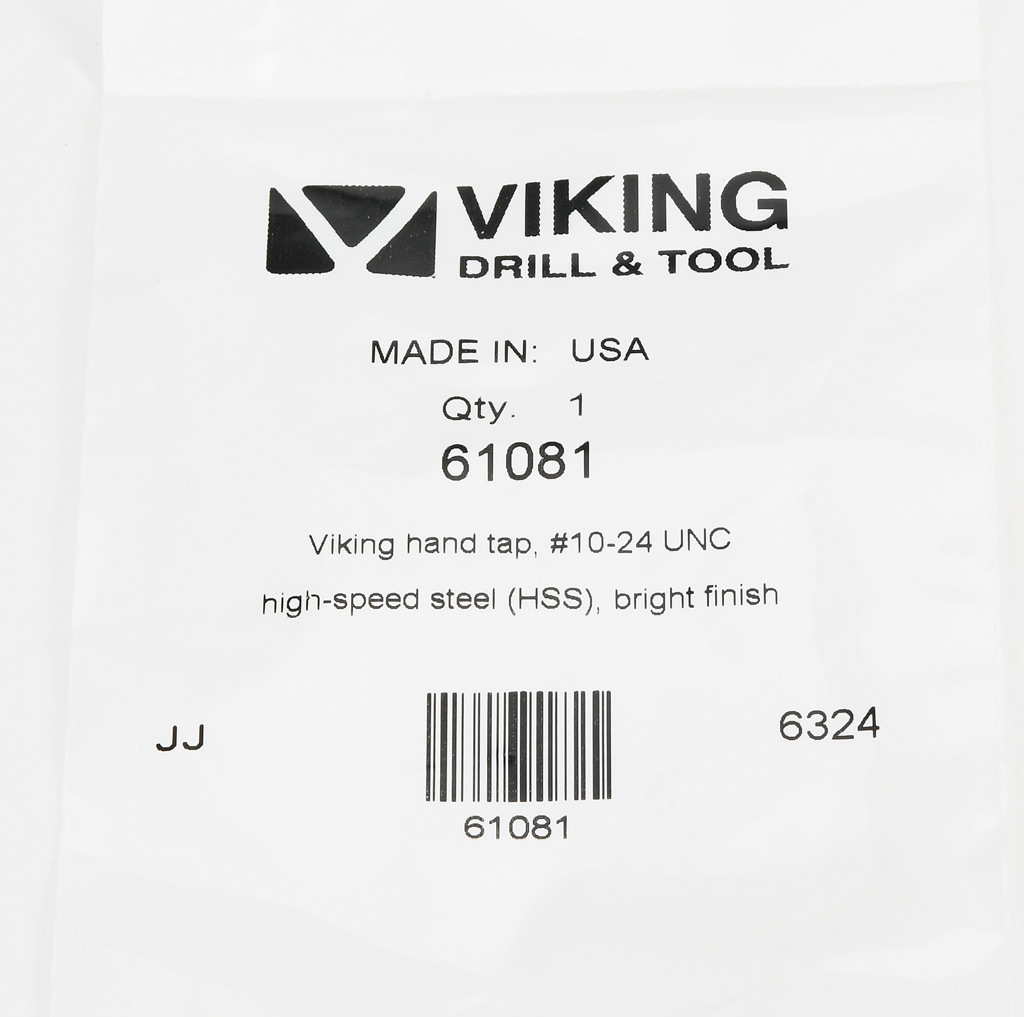 VIKING
DRILL & TOOL
MADE IN: USA
Qty. 1
61081
Viking hand tap, #10-24 UNC
high-speed steel (HSS), bright finish
JJ
6324
61081